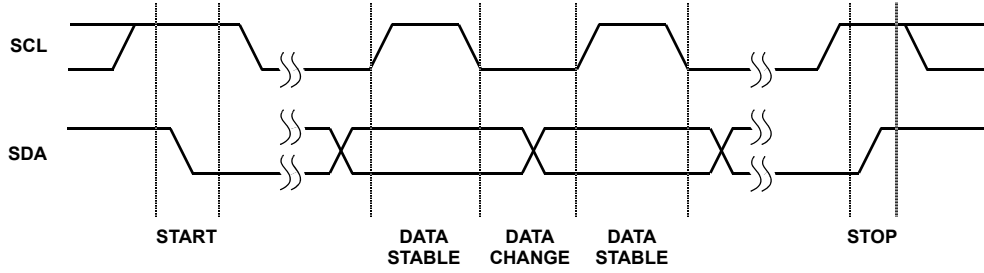 SCL
SDA
START
DATA
STABLE
DATA
CHANGE
DATA
STABLE
STOP